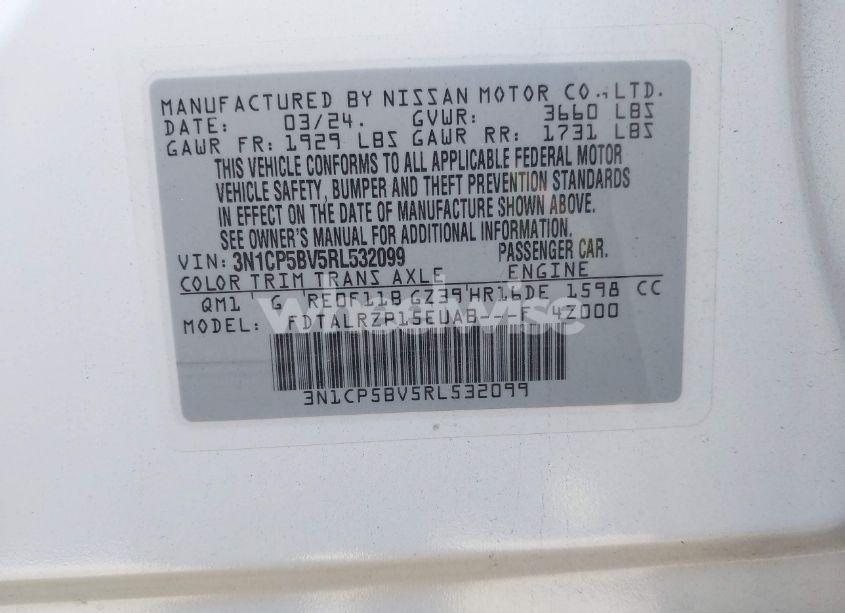 MANUFACTURED BY NISSAN MOTOR CO., LTD.
DATE: 03/24. GVWR: 3660 LBS
GAWR FR: 1929 LBS GAWR RR: 1731 LBS
THIS VEHICLE CONFORMS TO ALL APPLICABLE FEDERAL MOTOR
VEHICLE SAFETY, BUMPER AND THEFT PREVENTION STANDARDS
IN EFFECT ON THE DATE OF MANUFACTURE SHOWN ABOVE.
SEE OWNER'S MANUAL FOR ADDITIONAL INFORMATION.
VIN: 3N1CP5BV5RL532099 PASSENGER CAR.
COLOR TRIM TRANS AXLE ENGINE
QM1 G RE0F11B GZ39 HR16DE 1598 CC
MODEL: FDTALRZP15EUAB---F 4Z000
wheelwise
3N1CP5BV5RL532099